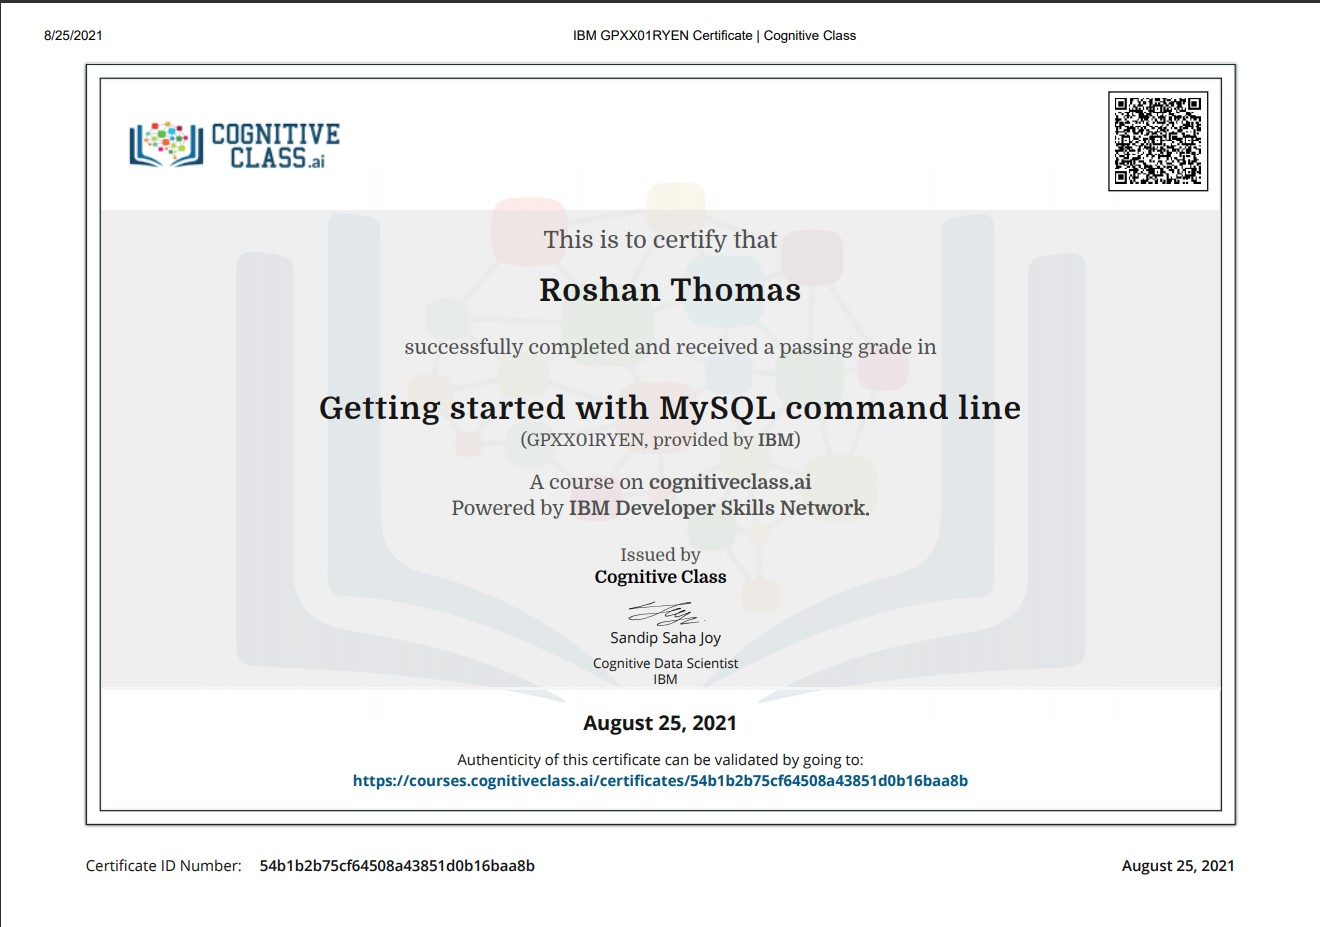 8/25/2021
IBM GPXX01RYEN Certificate | Cognitive Class
COGNITIVE
CLASS.ai
This is to certify that
Roshan Thomas
successfully completed and received a passing grade in
Getting started with MySQL command line
(GPXX01RYEN, provided by IBM)
A course on cognitiveclass.ai
Powered by IBM Developer Skills Network.
Issued by
Cognitive Class
Sandip Saha Joy
Cognitive Data Scientist
IBM
August 25, 2021
Authenticity of this certificate can be validated by going to:
https://courses.cognitiveclass.ai/certificates/54b1b2b75cf64508a43851d0b16baa8b
Certificate ID Number: 54b1b2b75cf64508a43851d0b16baa8b
August 25, 2021